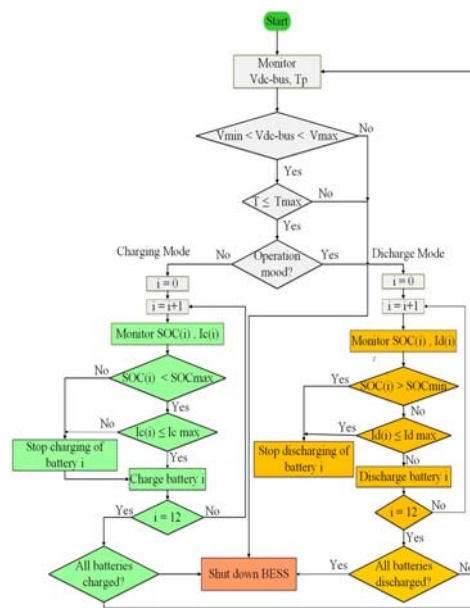 Start
Monitor
Vdc-bus, Tp
Vmin < Vdc-bus < Vmax
No
Yes
T ≤ Tmax
No
Yes
Charging Mode
No
Operation
mood?
Yes
Dicharge Mode
i = 0
i = i+1
Monitor SOC(i) , Ic(i)
No
SOC(i) < SOCmax
Yes
No
Ic(i) ≤ Ic max
Stop charging of
battery i
Yes
Charge battery i
Yes
i = 12
No
All batteries
charged?
i = 0
i = i+1
Monitor SOC(i) , Id(i)
i
Yes
SOC(i) > SOCmin
No
Yes
Id(i) ≤ Id max
Stop discharging of
battery i
No
Discharge battery i
i = 12
No
Yes
Yes
All batteries
discharged?
No
Shut down BESS